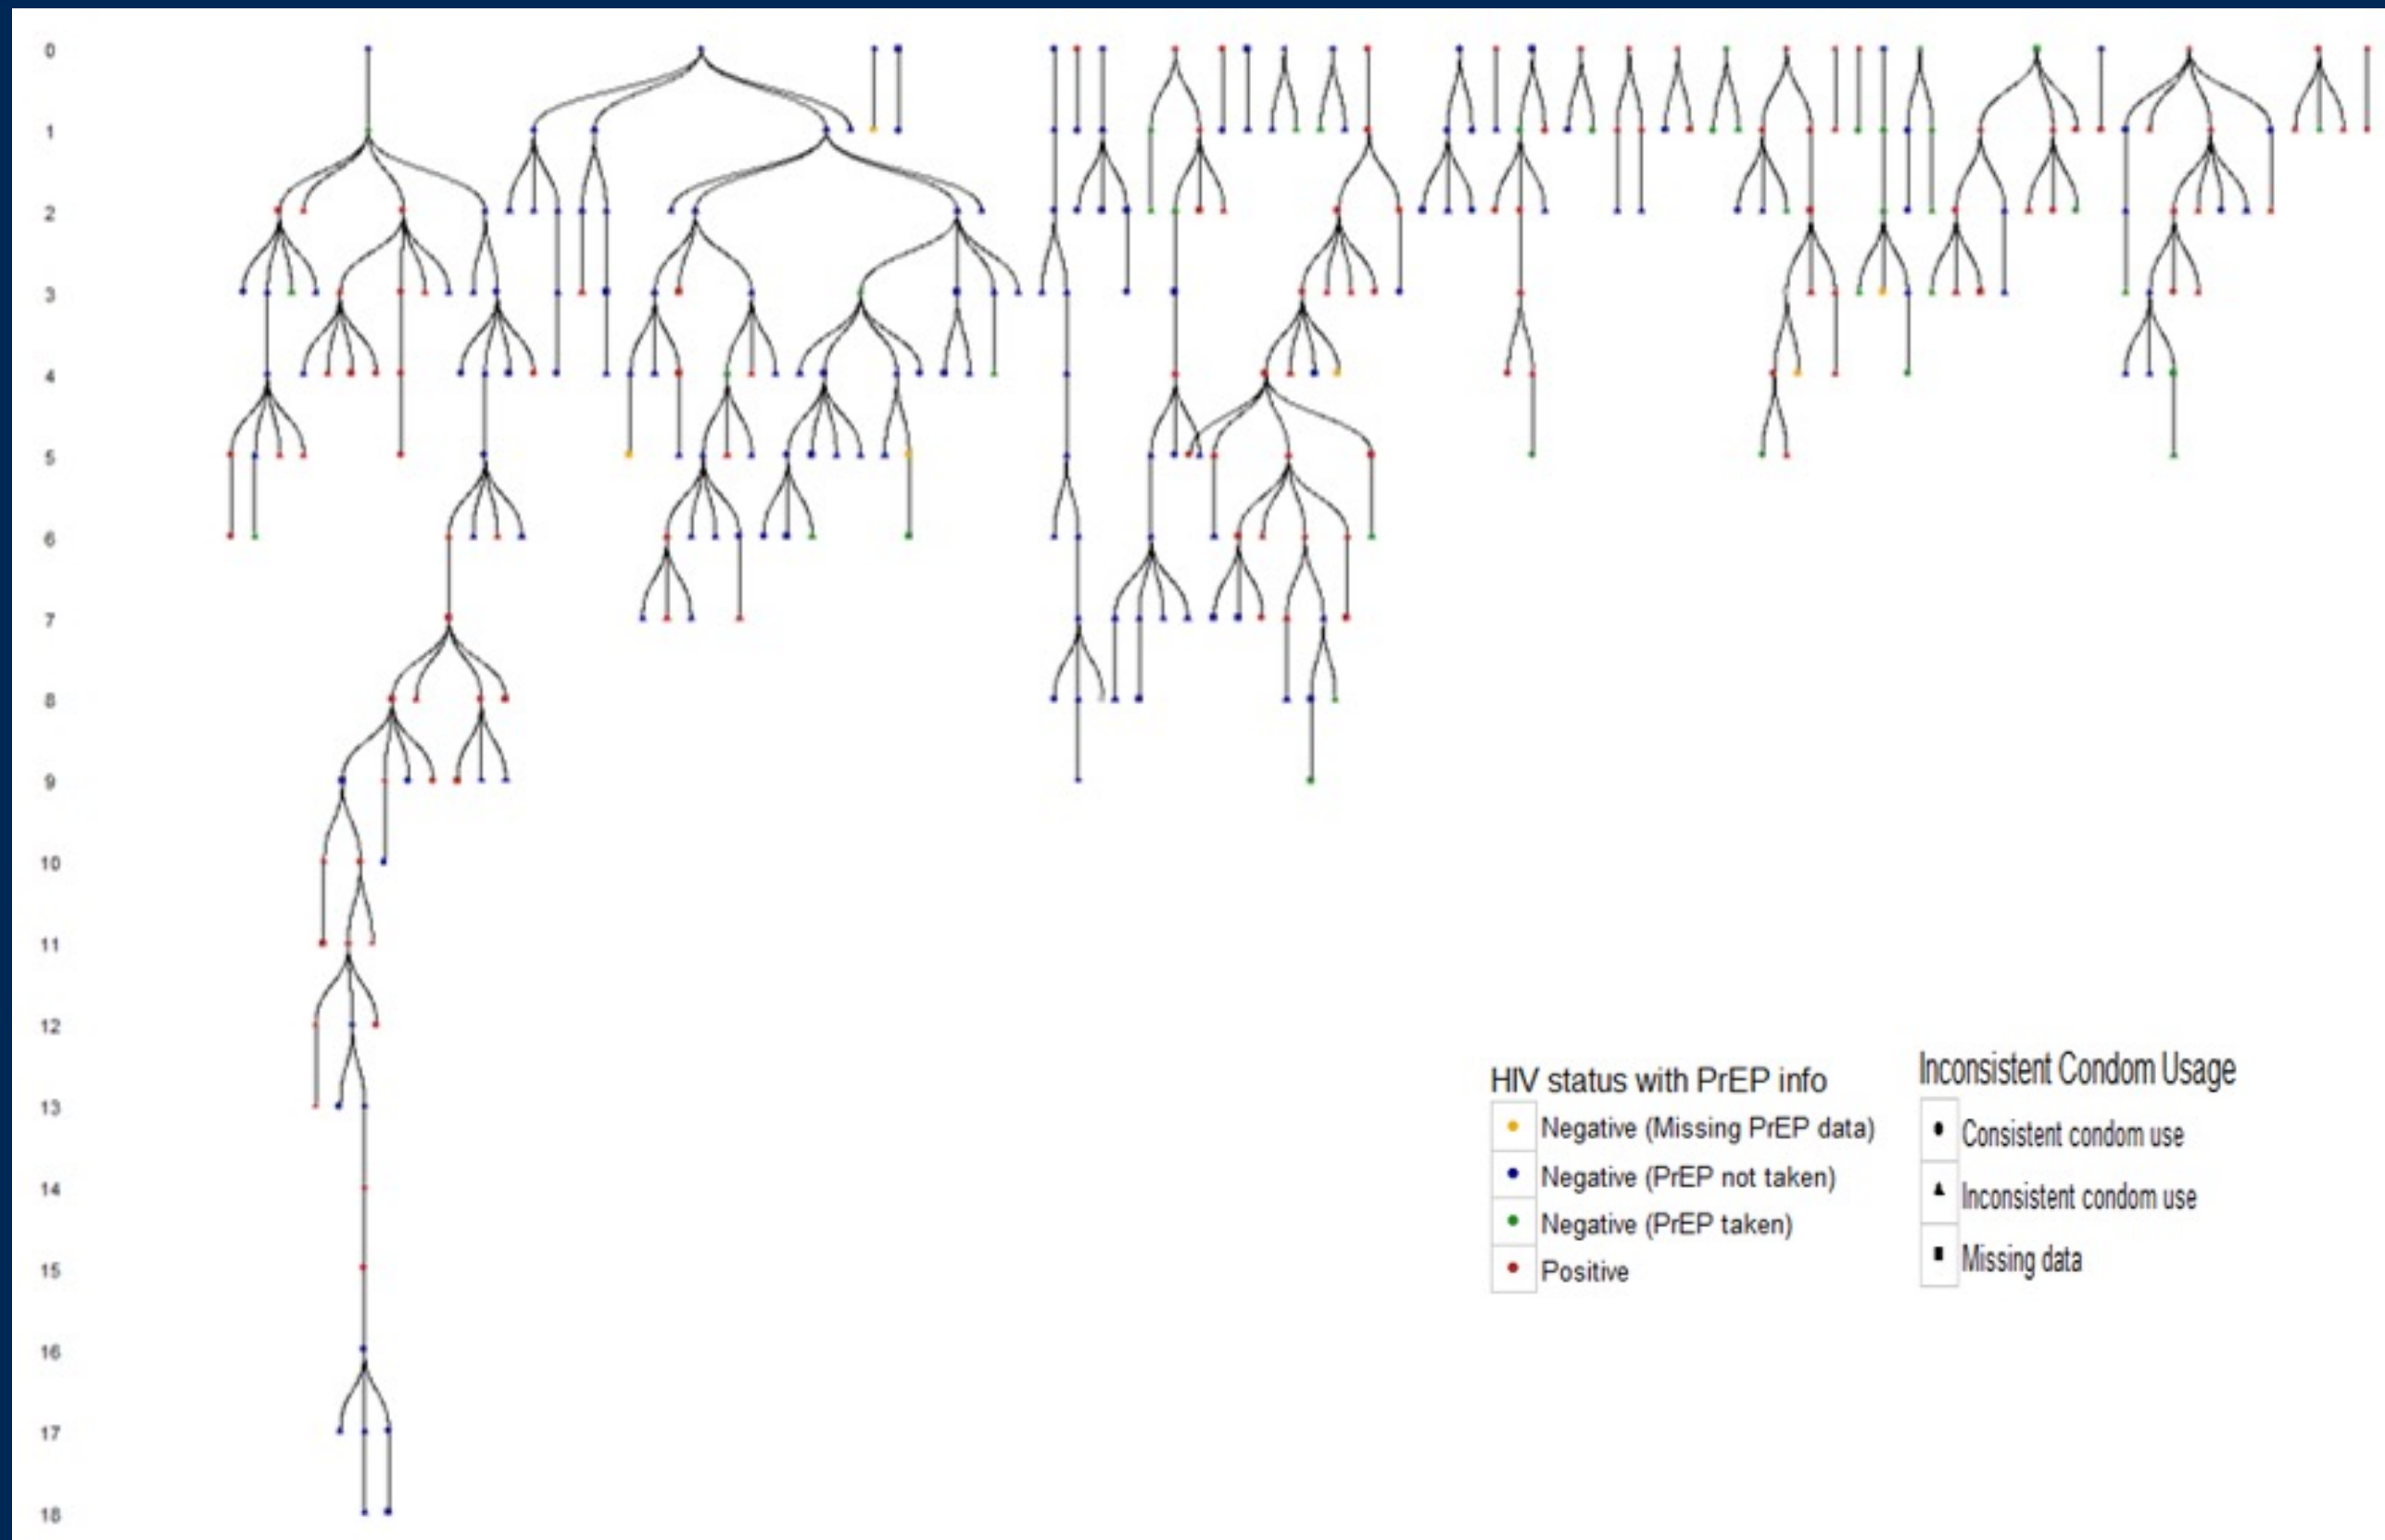 0
1
2
3
4
5
6
7
8
9
10
11
12
13
14
15
16
17
18
HIV status with PrEP info
Negative (Missing PrEP data)
Negative (PrEP not taken)
Negative (PrEP taken)
Positive
Inconsistent Condom Usage
Consistent condom use
Inconsistent condom use
Missing data